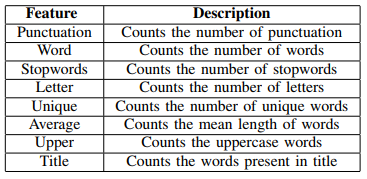 Feature Description
Punctuation Counts the number of punctuation
Word Counts the number of words
Stopwords Counts the number of stopwords
Letter Counts the number of letters
Unique Counts the number of unique words
Average Counts the mean length of words
Upper Counts the uppercase words
Title Counts the words present in title